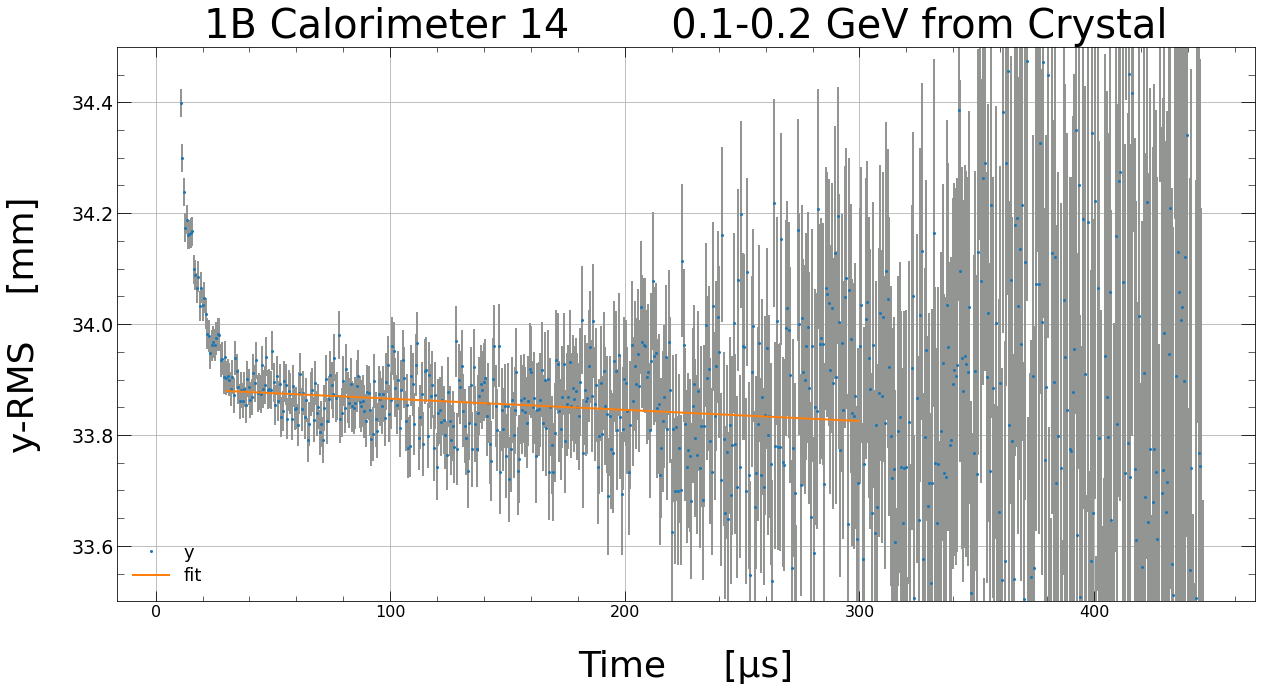 1B Calorimeter 14 0.1-0.2 GeV from Crystal
y-RMS [mm]
34.4
34.2
34.0
33.8
33.6
y
fit
0 100 200 300 400
Time [μs]